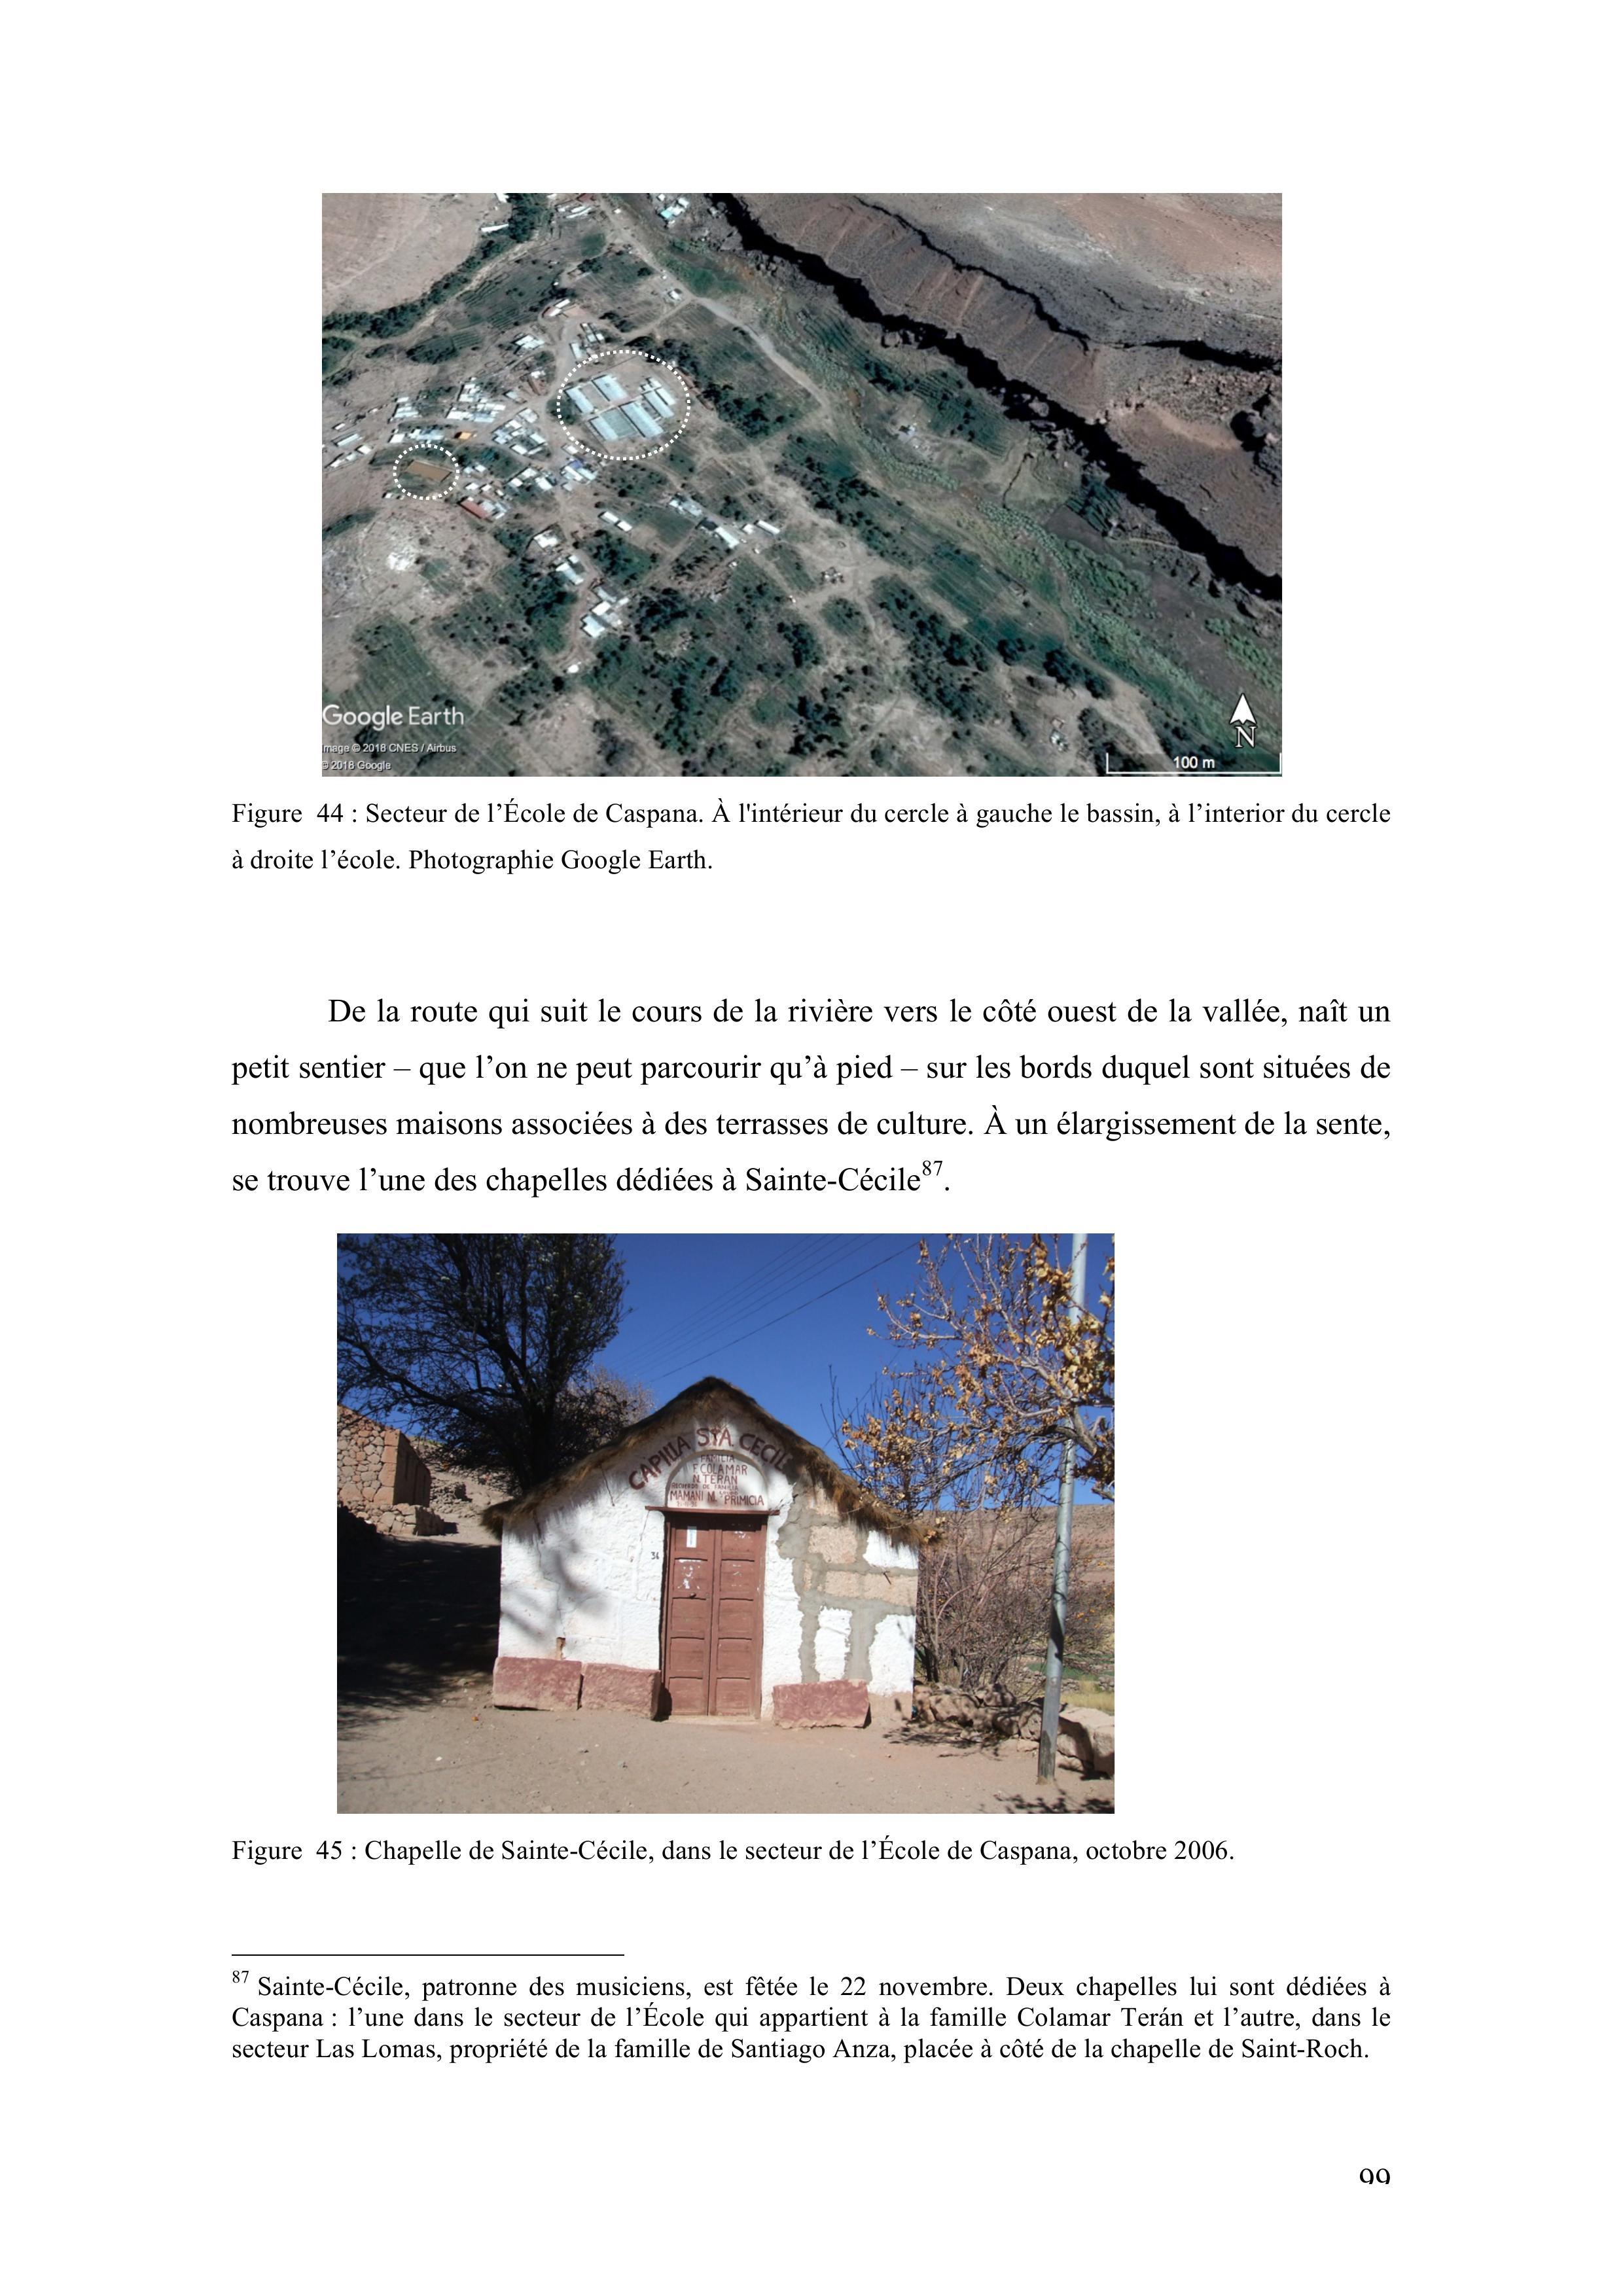 Google Earth
Image © 2018 CNES / Airbus
© 2018 Google
N
100 m
Figure 44 : Secteur de l’École de Caspana. À l'intérieur du cercle à gauche le bassin, à l’interior du cercle
à droite l’école. Photographie Google Earth.
De la route qui suit le cours de la rivière vers le côté ouest de la vallée, naît un
petit sentier – que l’on ne peut parcourir qu’à pied – sur les bords duquel sont situées de
nombreuses maisons associées à des terrasses de culture. À un élargissement de la sente,
se trouve l’une des chapelles dédiées à Sainte-Cécile87.
CAPILLA STA. CECILE
FAMILIA
F. COLAMAR
N. TERAN
MAMANI M. PRIMICIA
34
Figure 45 : Chapelle de Sainte-Cécile, dans le secteur de l’École de Caspana, octobre 2006.
87 Sainte-Cécile, patronne des musiciens, est fêtée le 22 novembre. Deux chapelles lui sont dédiées à
Caspana : l’une dans le secteur de l’École qui appartient à la famille Colamar Terán et l’autre, dans le
secteur Las Lomas, propriété de la famille de Santiago Anza, placée à côté de la chapelle de Saint-Roch.
99